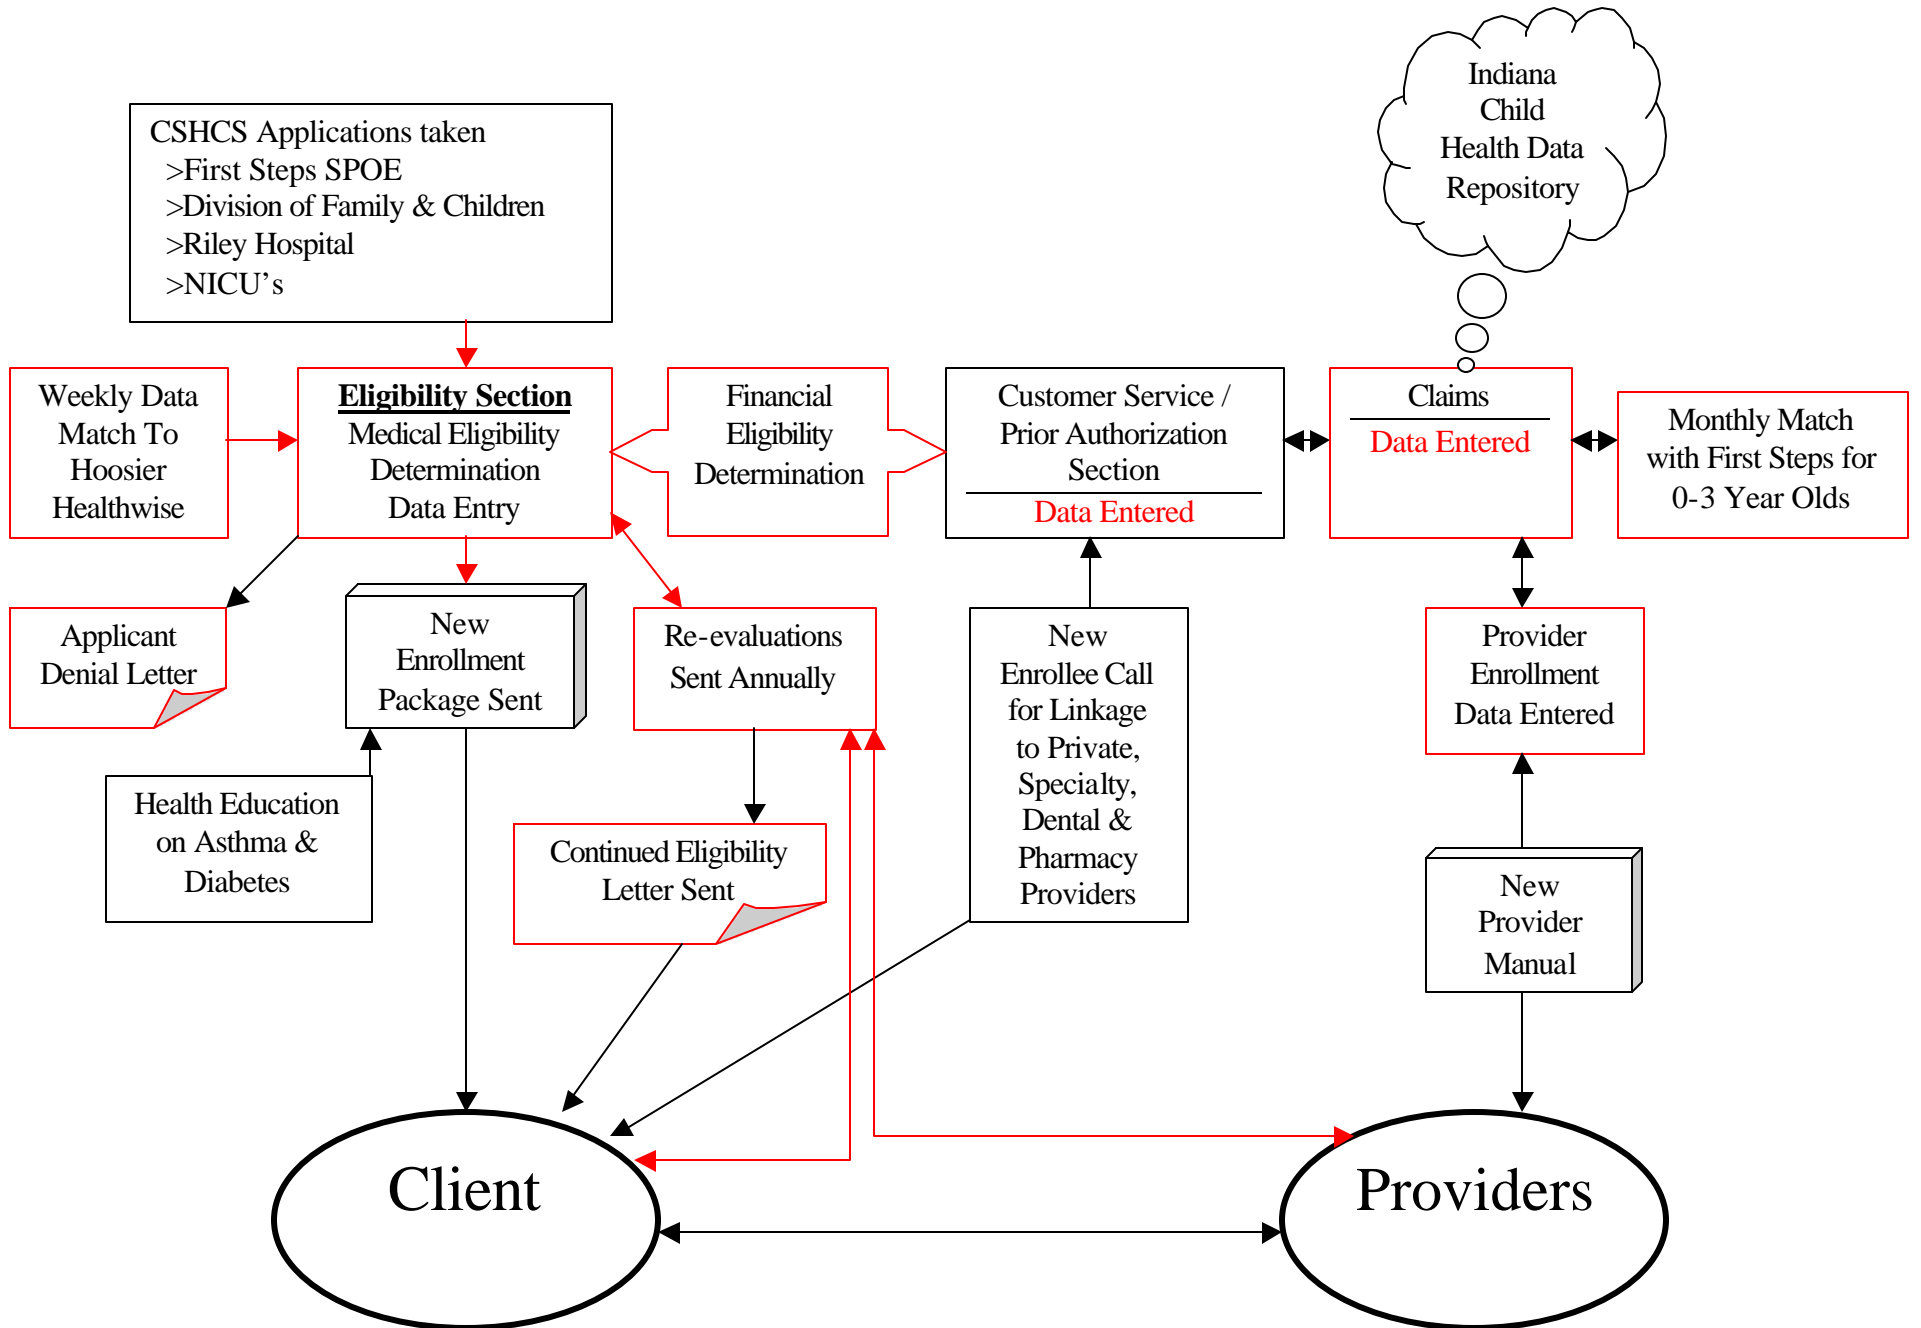 Indiana
Child
Health Data
Repository
CSHCS Applications taken
>First Steps SPOE
>Division of Family & Children
>Riley Hospital
>NICU’s
Weekly Data
Match To
Hoosier
Healthwise
Eligibility Section
Medical Eligibility
Determination
Data Entry
Financial
Eligibility
Determination
Customer Service /
Prior Authorization
Section
Data Entered
Claims
Data Entered
Monthly Match
with First Steps for
0-3 Year Olds
Applicant
Denial Letter
New
Enrollment
Package Sent
Re-evaluations
Sent Annually
New
Enrollee Call
for Linkage
to Private,
Specialty,
Dental &
Pharmacy
Providers
Provider
Enrollment
Data Entered
Health Education
on Asthma &
Diabetes
Continued Eligibility
Letter Sent
New
Provider
Manual
Client
Providers